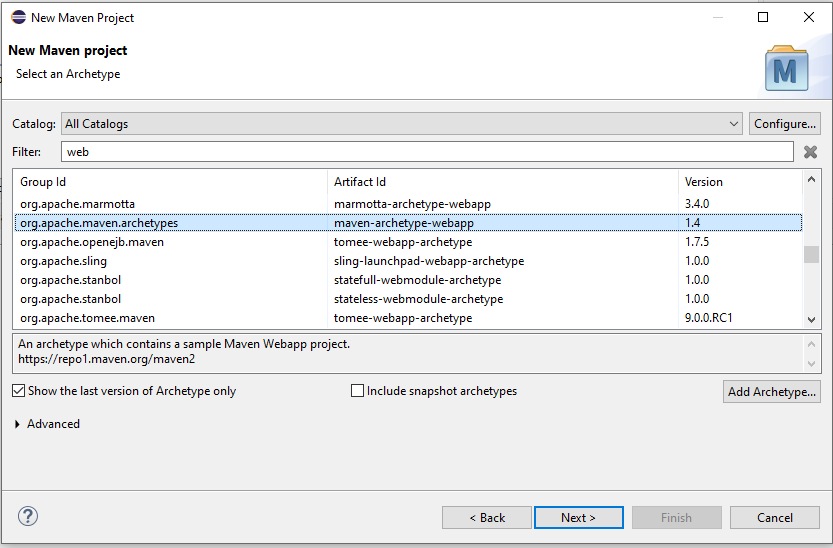 New Maven Project
New Maven project
Select an Archetype
M
Catalog: All Catalogs Configure...
Filter: web
Group Id Artifact Id Version
org.apache.marmotta marmotta-archetype-webapp 3.4.0
org.apache.maven.archetypes maven-archetype-webapp 1.4
org.apache.openejb.maven tomee-webapp-archetype 1.7.5
org.apache.sling sling-launchpad-webapp-archetype 1.0.0
org.apache.stanbol statefull-webmodule-archetype 1.0.0
org.apache.stanbol stateless-webmodule-archetype 1.0.0
org.apache.tomee.maven tomee-webapp-archetype 9.0.0.RC1
An archetype which contains a sample Maven Webapp project.
https://repo1.maven.org/maven2
Show the last version of Archetype only Include snapshot archetypes Add Archetype...
Advanced
? < Back Next > Finish Cancel